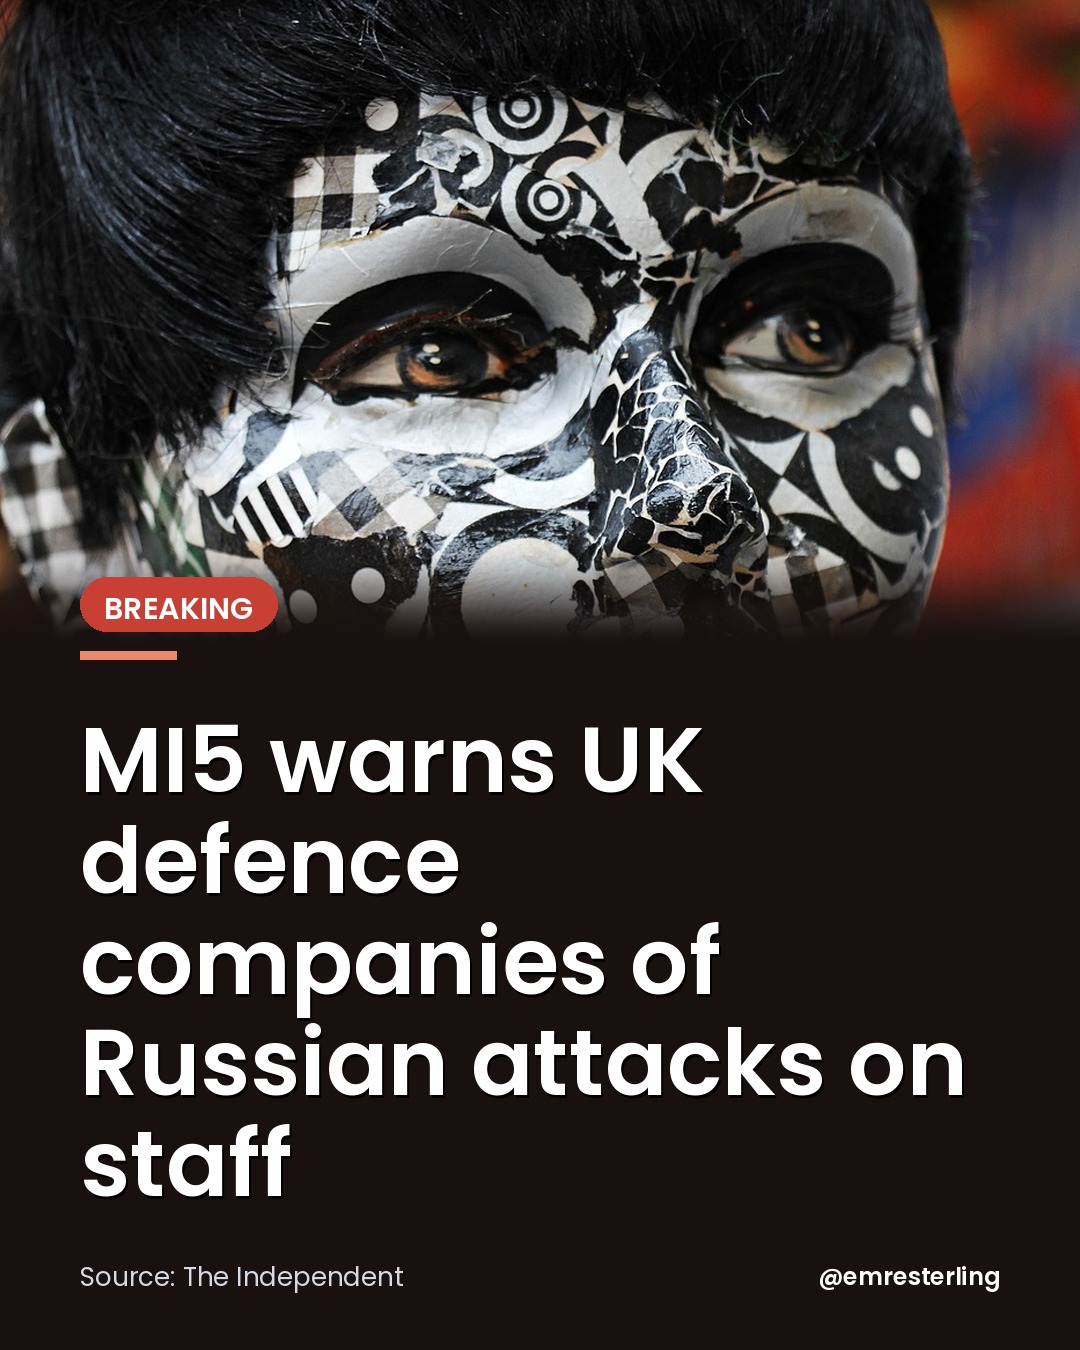 BREAKING
MI5 warns UK
defence
companies of
Russian attacks on
staff
Source: The Independent
@emresterling